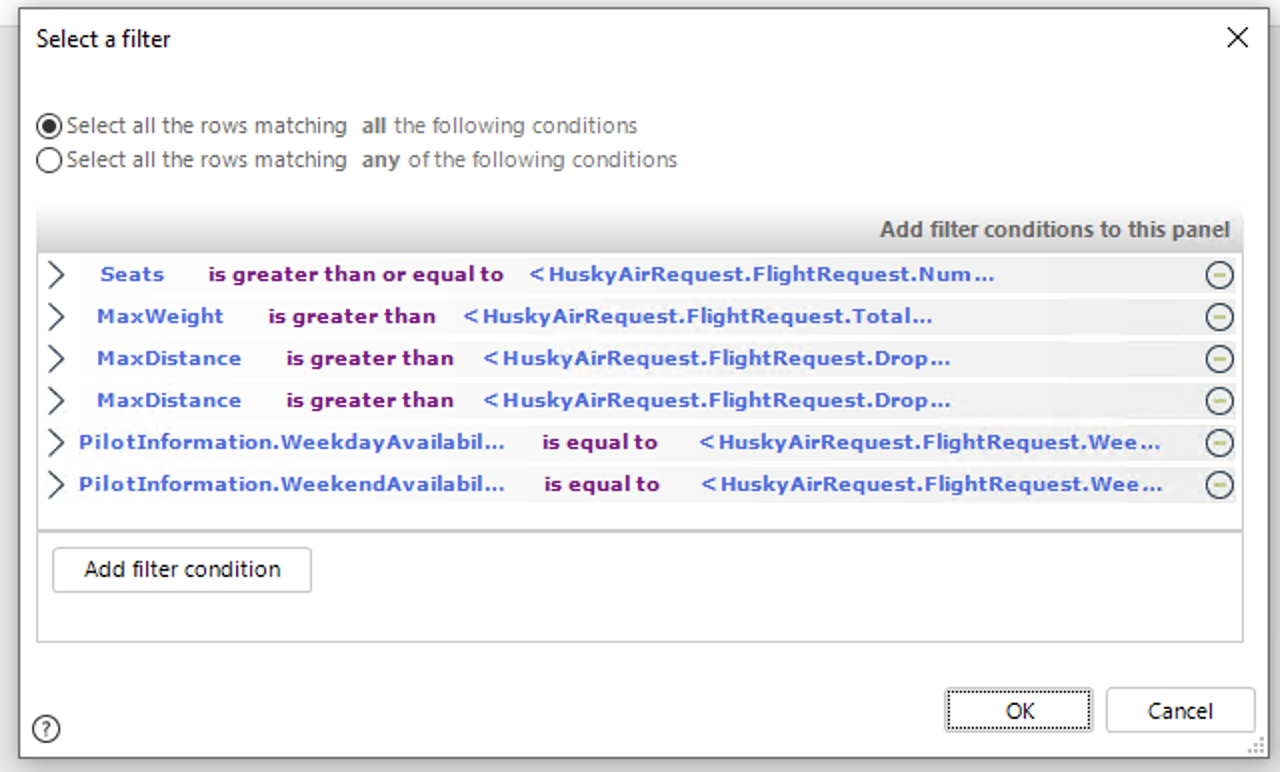 Select a filter
Select all the rows matching all the following conditions
Select all the rows matching any of the following conditions
Add filter conditions to this panel
Seats is greater than or equal to <HuskyAirRequest.FlightRequest.Num...
MaxWeight is greater than <HuskyAirRequest.FlightRequest.Total...
MaxDistance is greater than <HuskyAirRequest.FlightRequest.Drop...
MaxDistance is greater than <HuskyAirRequest.FlightRequest.Drop...
PilotInformation.WeekdayAvailabil... is equal to <HuskyAirRequest.FlightRequest.Wee...
PilotInformation.WeekendAvailabil... is equal to <HuskyAirRequest.FlightRequest.Wee...
Add filter condition
OK Cancel
?